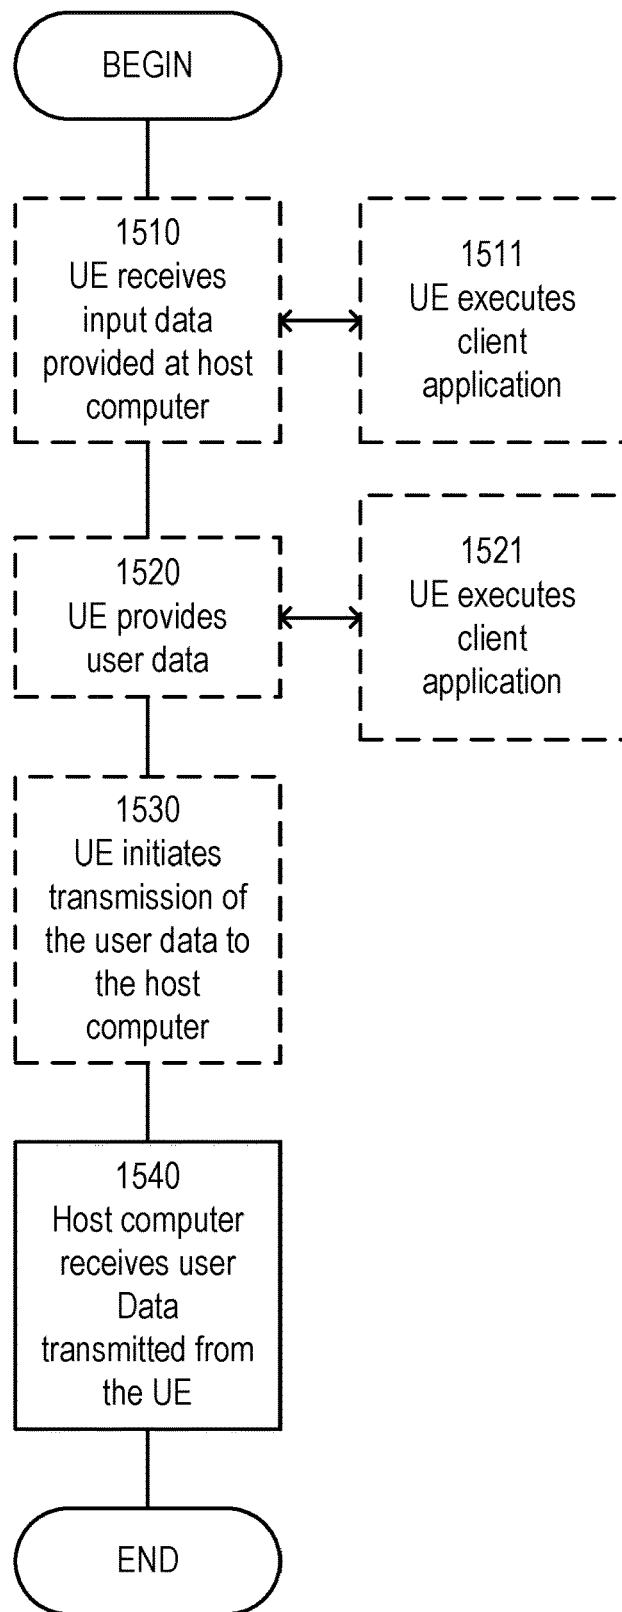 BEGIN
1510
UE receives
input data
provided at host
computer
1511
UE executes
client
application
1520
UE provides
user data
1521
UE executes
client
application
1530
UE initiates
transmission of
the user data to
the host
computer
1540
Host computer
receives user
Data
transmitted from
the UE
END